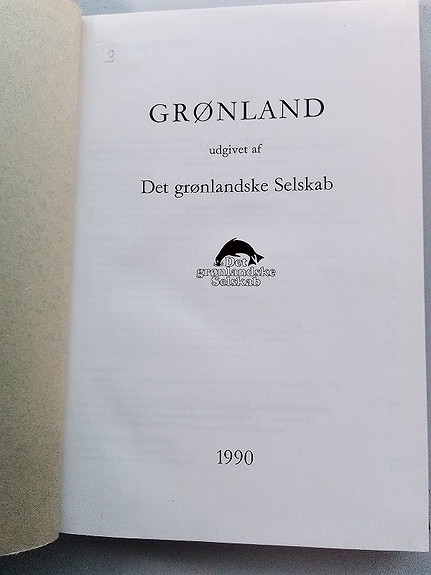 3
GRØNLAND
udgivet af
Det grønlandske Selskab
Det
grønlandske
Selskab
1990